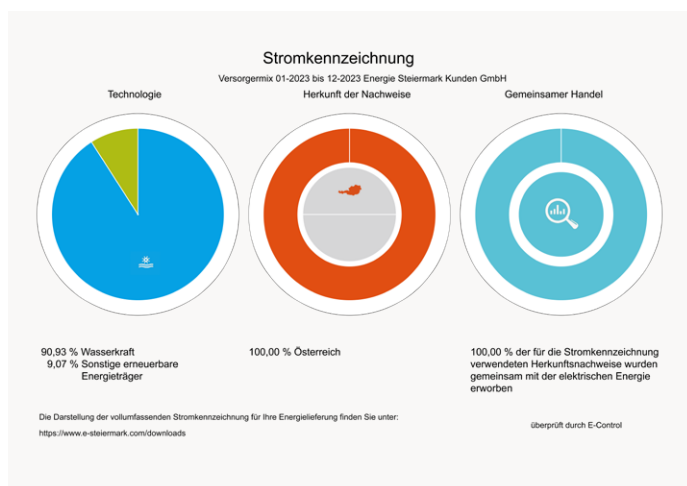 Stromkennzeichnung
Versorgermix 01-2023 bis 12-2023 Energie Steiermark Kunden GmbH
Technologie
Herkunft der Nachweise
Gemeinsamer Handel
90,93 % Wasserkraft
9,07 % Sonstige erneuerbare
Energieträger
100,00 % Österreich
100,00 % der für die Stromkennzeichnung
verwendeten Herkunftsnachweise wurden
gemeinsam mit der elektrischen Energie
erworben
Die Darstellung der vollumfassenden Stromkennzeichnung für Ihre Energielieferung finden Sie unter:
https://www.e-steiermark.com/downloads
überprüft durch E-Control